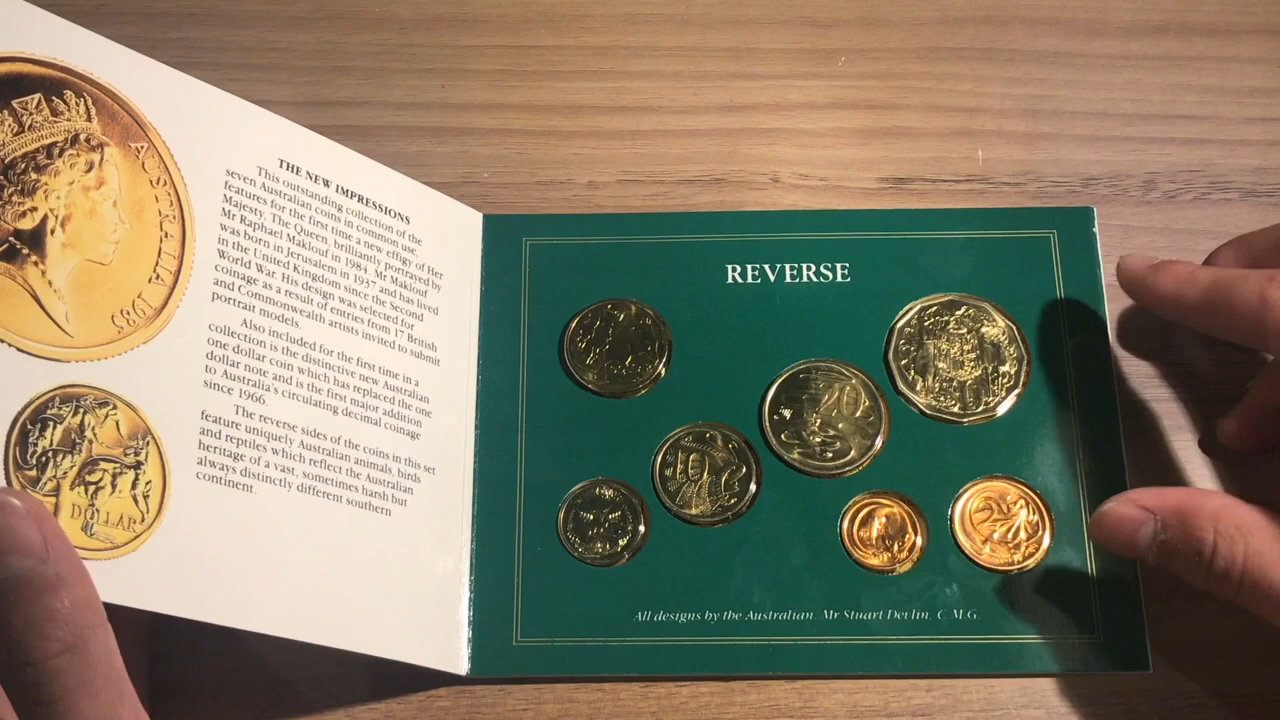 AUSTRALIA 1985
DOLLAR
THE NEW IMPRESSIONS
This outstanding collection of the
seven Australian coins in common use,
features for the first time a new effigy of Her
Majesty, The Queen, brilliantly portrayed by
Mr Raphael Maklouf in 1984. Mr Maklouf
was born in Jerusalem in 1937 and has lived
in the United Kingdom since the Second
World War. His design was selected for
coinage as a result of entries from 17 British
and Commonwealth artists invited to submit
portrait models.
Also included for the first time in a
collection is the distinctive new Australian
one dollar coin which has replaced the one
dollar note and is the first major addition
to Australia's circulating decimal coinage
since 1966.
The reverse sides of the coins in this set
feature uniquely Australian animals, birds
and reptiles which reflect the Australian
heritage of a vast, sometimes harsh but
always distinctly different southern
continent.
REVERSE
20
10
2
All designs by the Australian, Mr Stuart Devlin, C.M.G.